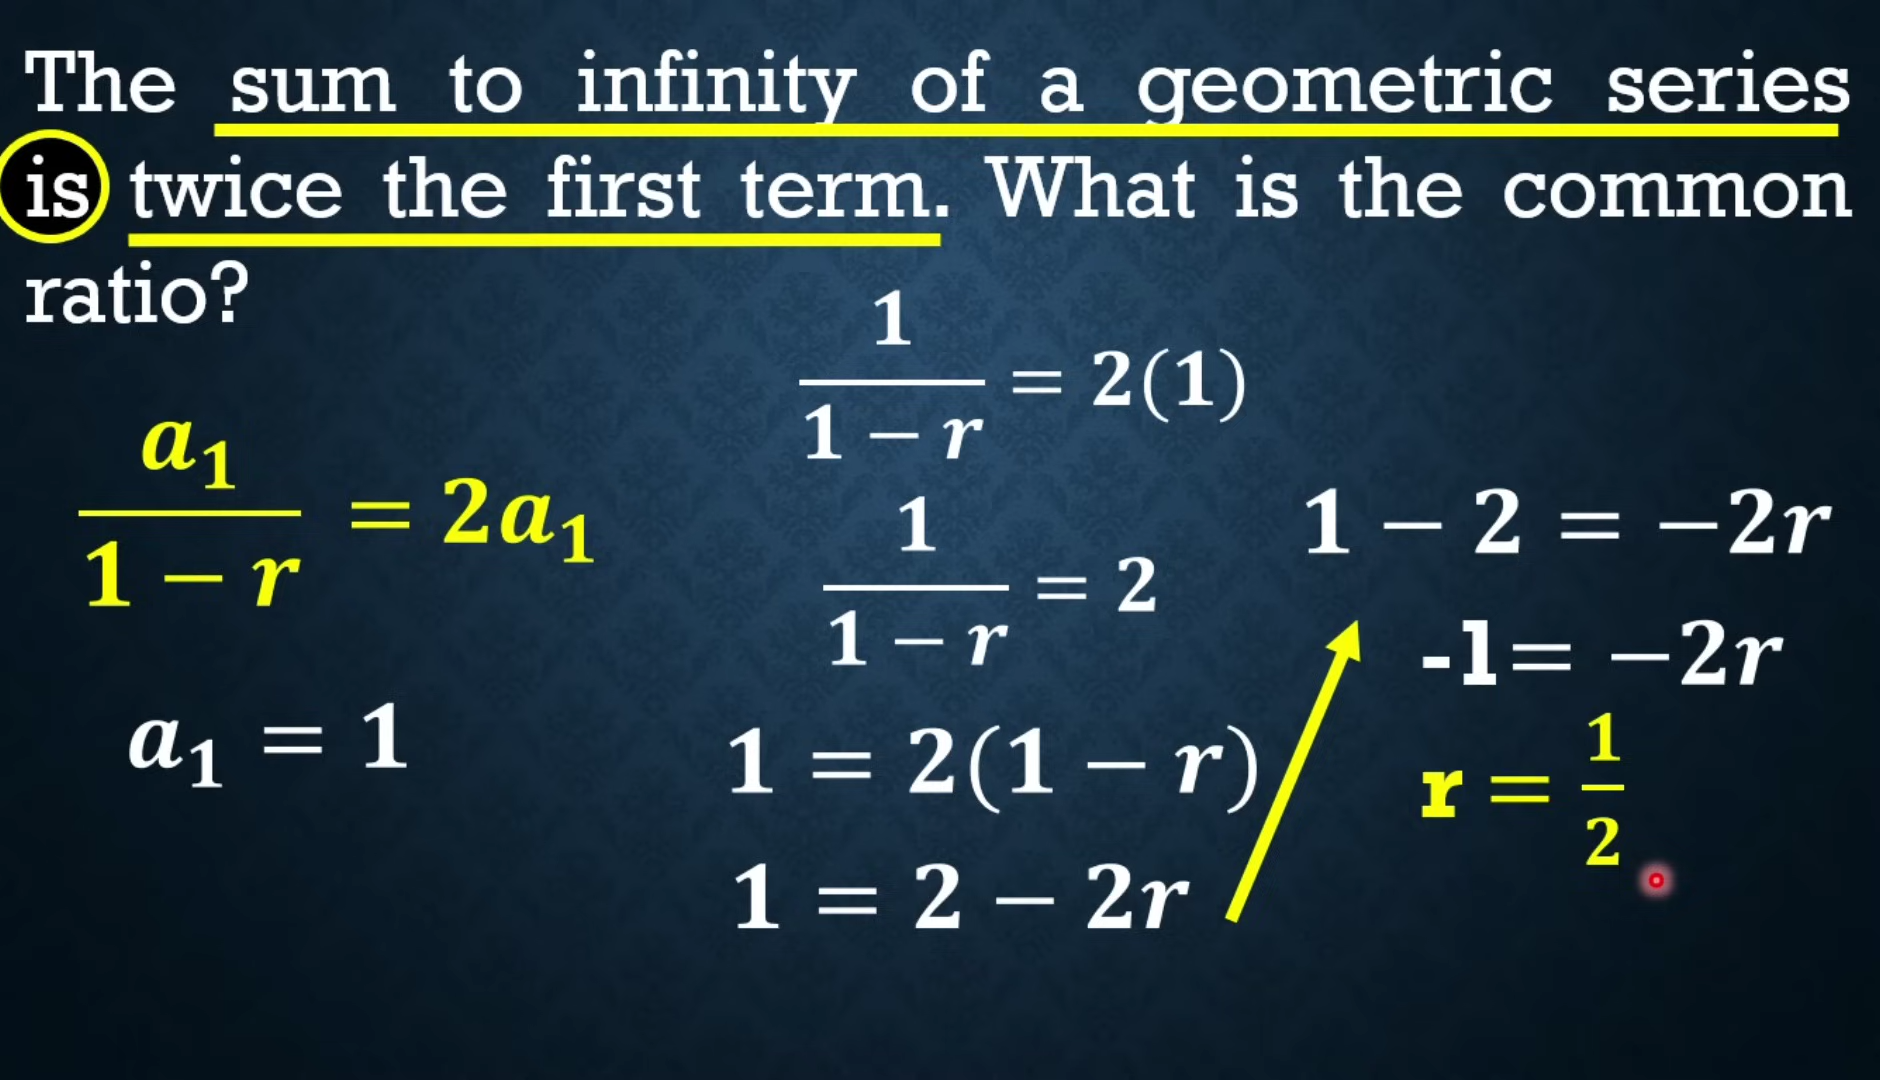 The sum to infinity of a geometric series
is twice the first term. What is the common
ratio?
a₁/(1 − r) = 2a₁
a₁ = 1
1/(1 − r) = 2(1)
1/(1 − r) = 2
1 = 2(1 − r)
1 = 2 − 2r
1 − 2 = −2r
-1= −2r
r = 1/2